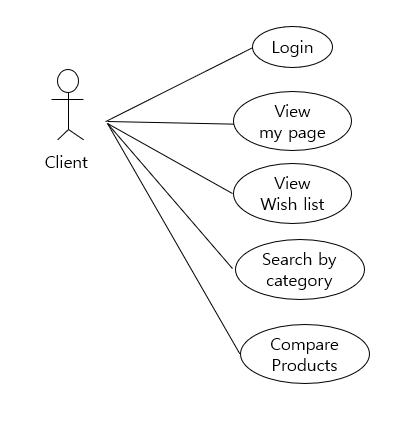 Login
View
my page
Client
View
Wish list
Search by
category
Compare
Products